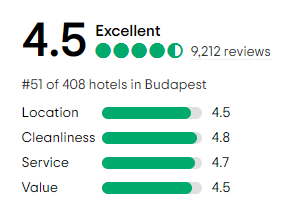 4.5 Excellent
9,212 reviews
#51 of 408 hotels in Budapest
Location 4.5
Cleanliness 4.8
Service 4.7
Value 4.5